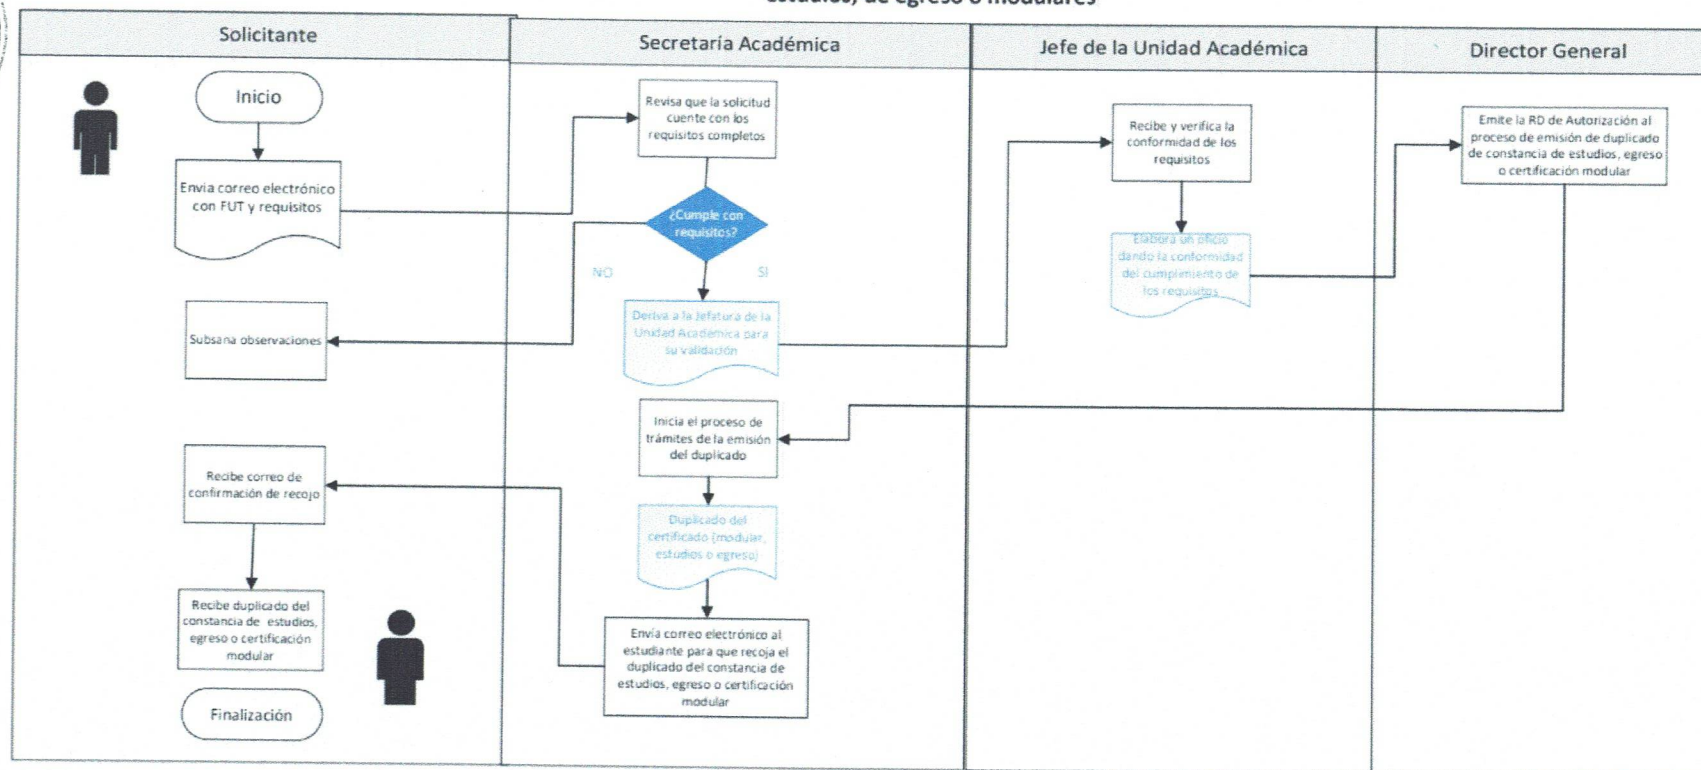 estudios, de egreso o modulares
Solicitante
Secretaría Académica
Jefe de la Unidad Académica
Director General
Inicio
Envia correo electrónico
con FUT y requisitos
Subsana observaciones
Recibe correo de
confirmación de recojo
Recibe duplicado del
constancia de estudios,
egreso o certificación
modular
Finalización
Revisa que la solicitud
cuente con los
requisitos completos
¿Cumple con
requisitos?
NO
SI
Deriva a la Jefatura de la
Unidad Académica para
su validación
Inicia el proceso de
trámites de la emisión
del duplicado
Duplicado del
certificado (modular,
estudios o egreso)
Envía correo electrónico al
estudiante para que recoja el
duplicado del constancia de
estudios, egreso o certificación
modular
Recibe y verifica la
conformidad de los
requisitos
Elabora un oficio
dando la conformidad
del cumplimiento de
los requisitos
Emite la RD de Autorización al
proceso de emisión de duplicado
de constancia de estudios, egreso
o certificación modular